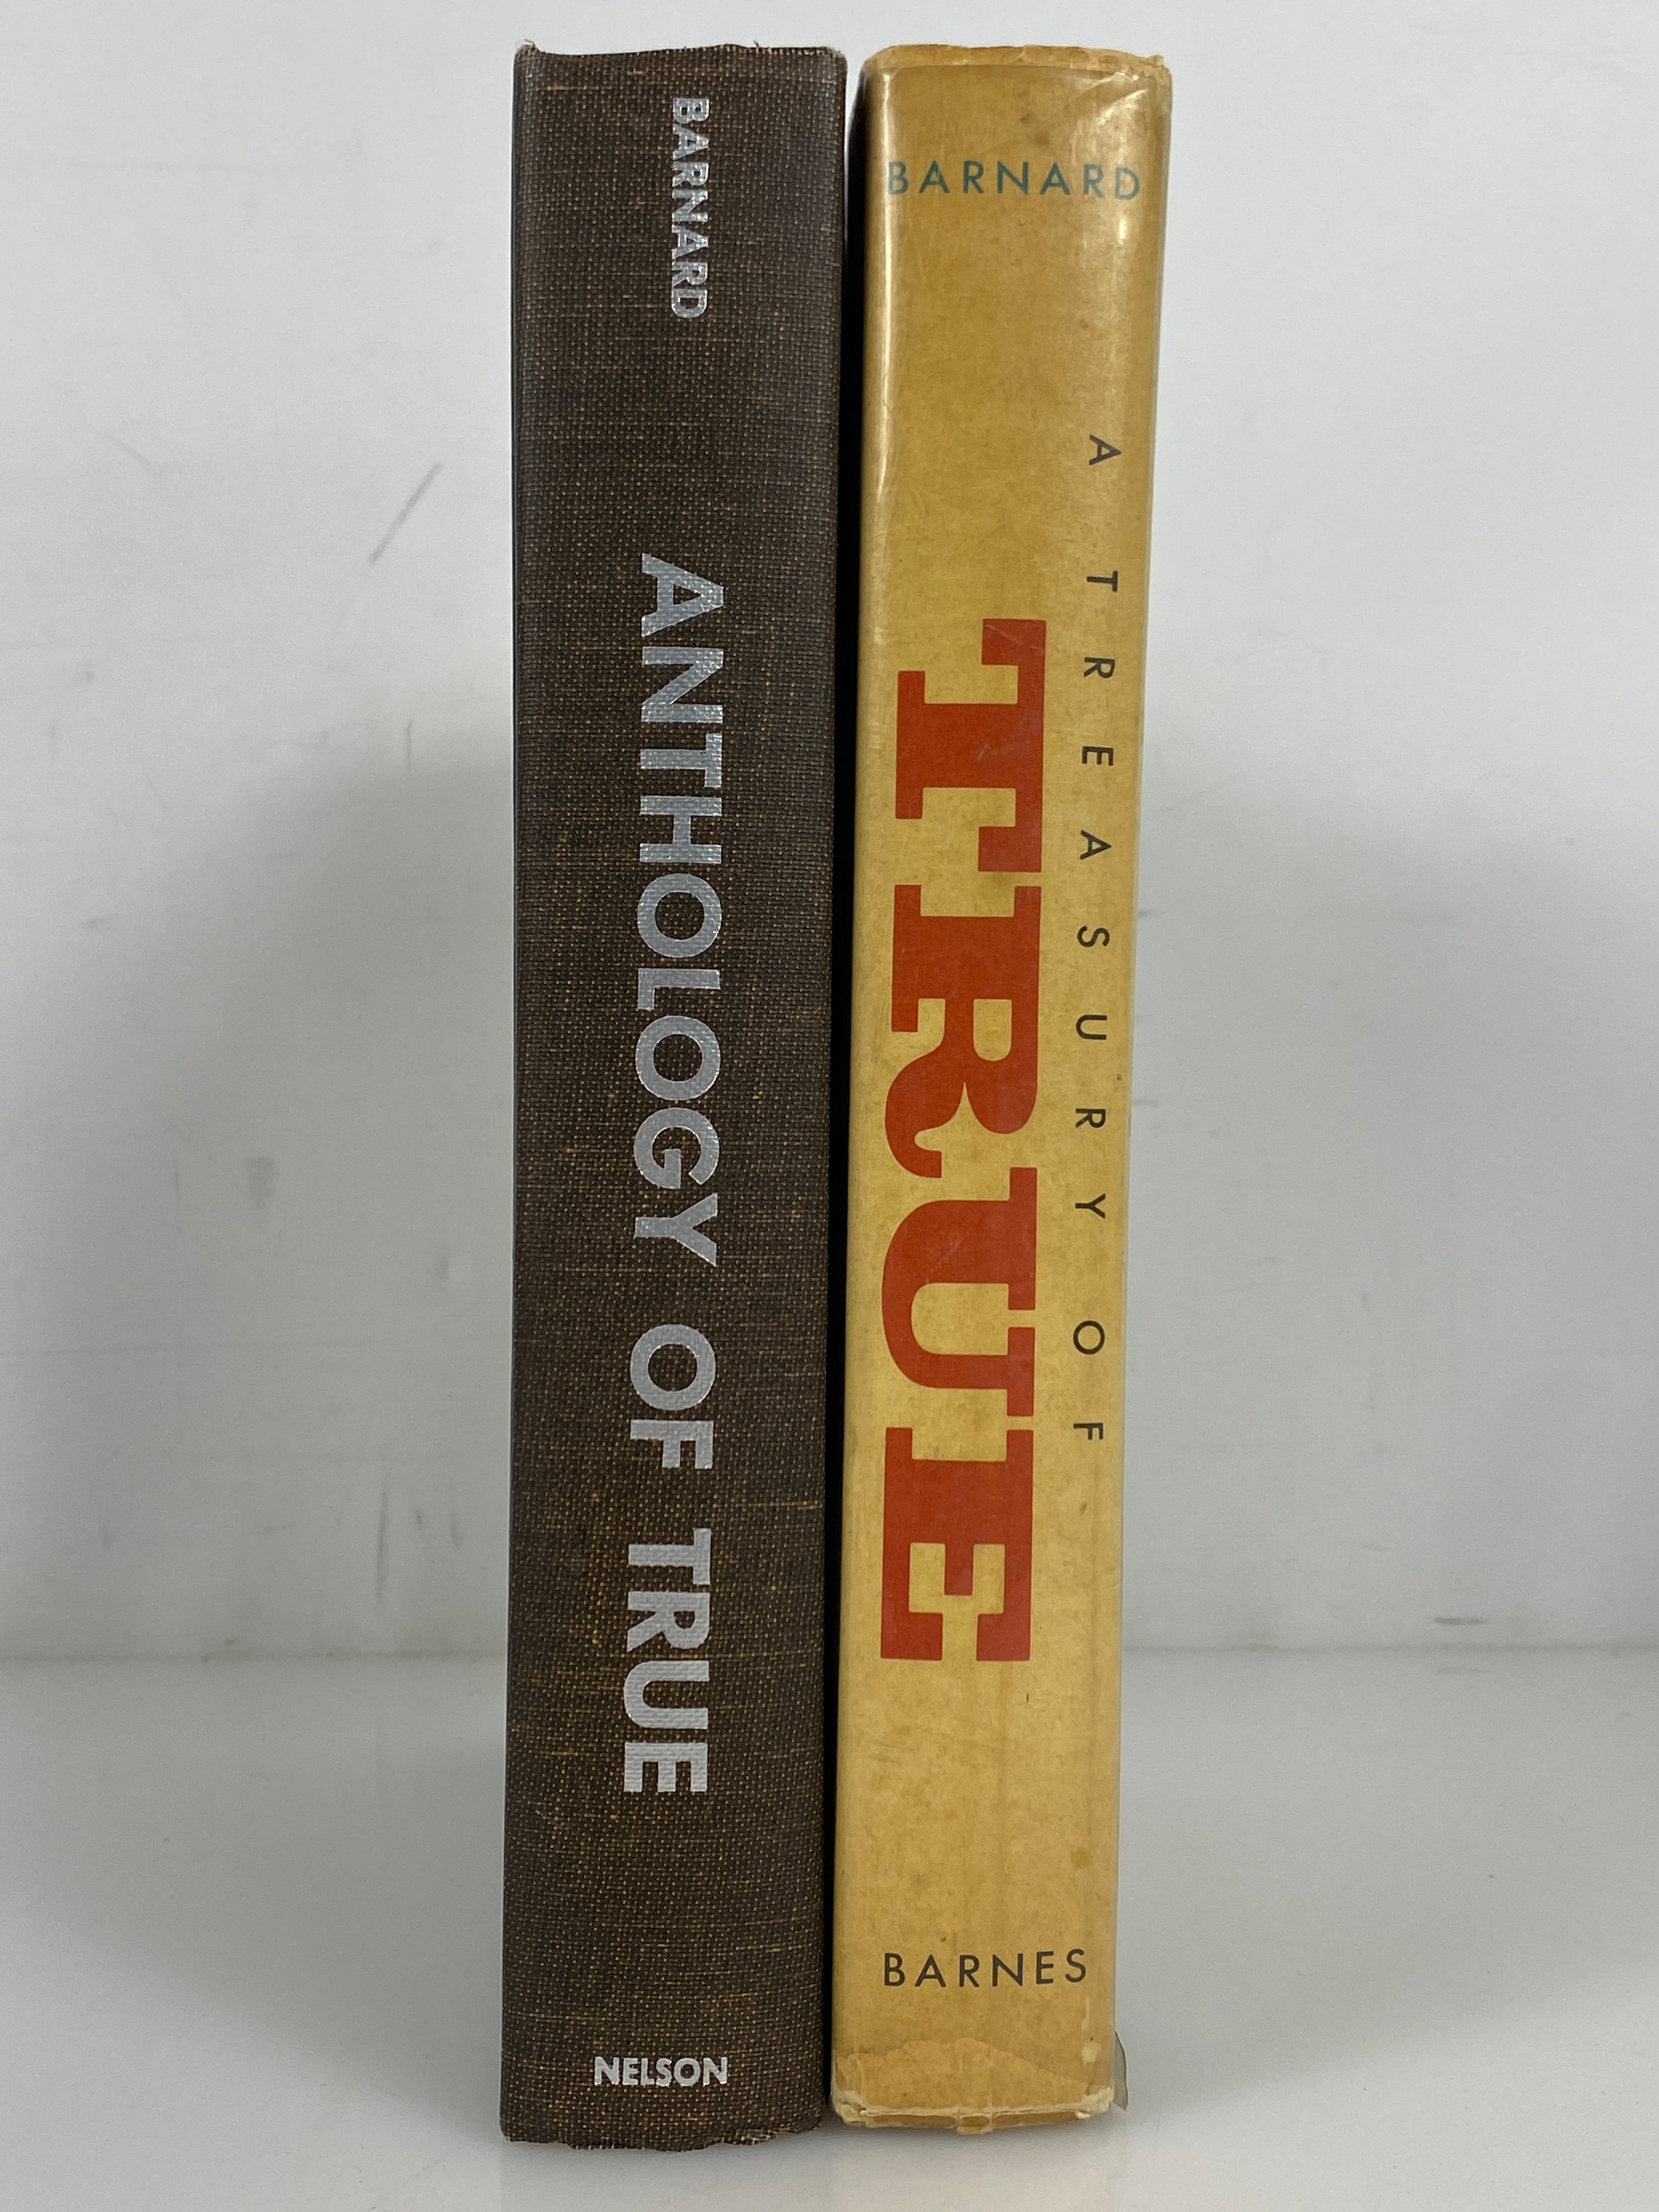 BARNARD
ANTHOLOGY OF TRUE
NELSON
BARNARD
A TREASURY OF
TRUE
BARNES